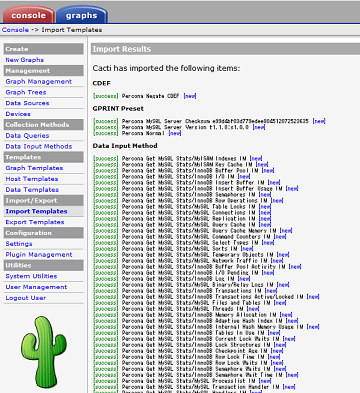 console
graphs
Console -> Import Templates
Create
New Graphs
Management
Graph Management
Graph Trees
Data Sources
Devices
Collection Methods
Data Queries
Data Input Methods
Templates
Graph Templates
Host Templates
Data Templates
Import/Export
Import Templates
Export Templates
Configuration
Settings
Plugin Management
Utilities
System Utilities
User Management
Logout User
Import Results
Cacti has imported the following items:
CDEF
[success] Percona Negate CDEF [new]
GPRINT Preset
[success] Percona MySQL Server Checksum [new]
[success] Percona MySQL Server Version t1.1.8:s1.0.0 [new]
[success] Percona Normal [new]
Data Input Method
[success] Percona Get MySQL Stats/MyISAM Indexes IM [new]
[success] Percona Get MySQL Stats/MyISAM Key Cache IM [new]
[success] Percona Get MySQL Stats/InnoDB Buffer Pool IM [new]
[success] Percona Get MySQL Stats/InnoDB I/O IM [new]
[success] Percona Get MySQL Stats/InnoDB Insert Buffer IM [new]
[success] Percona Get MySQL Stats/InnoDB Insert Buffer Usage IM [new]
[success] Percona Get MySQL Stats/InnoDB Semaphores IM [new]
[success] Percona Get MySQL Stats/InnoDB Row Operations IM [new]
[success] Percona Get MySQL Stats/MySQL Table Locks IM [new]
[success] Percona Get MySQL Stats/MySQL Connections IM [new]
[success] Percona Get MySQL Stats/MySQL Replication IM [new]
[success] Percona Get MySQL Stats/MySQL Query Cache IM [new]
[success] Percona Get MySQL Stats/MySQL Query Cache Memory IM [new]
[success] Percona Get MySQL Stats/MySQL Command Counters IM [new]
[success] Percona Get MySQL Stats/MySQL Select Types IM [new]
[success] Percona Get MySQL Stats/MySQL Sorts IM [new]
[success] Percona Get MySQL Stats/MySQL Temporary Objects IM [new]
[success] Percona Get MySQL Stats/MySQL Network Traffic IM [new]
[success] Percona Get MySQL Stats/InnoDB Buffer Pool Activity IM [new]
[success] Percona Get MySQL Stats/InnoDB I/O Pending IM [new]
[success] Percona Get MySQL Stats/InnoDB Log IM [new]
[success] Percona Get MySQL Stats/MySQL Binary/Relay Logs IM [new]
[success] Percona Get MySQL Stats/InnoDB Transactions IM [new]
[success] Percona Get MySQL Stats/InnoDB Transactions Active/Locked IM [new]
[success] Percona Get MySQL Stats/MySQL Files and Tables IM [new]
[success] Percona Get MySQL Stats/MySQL Threads IM [new]
[success] Percona Get MySQL Stats/InnoDB Memory Allocation IM [new]
[success] Percona Get MySQL Stats/InnoDB Adaptive Hash Index IM [new]
[success] Percona Get MySQL Stats/InnoDB Internal Hash Memory Usage IM [new]
[success] Percona Get MySQL Stats/InnoDB Tables In Use IM [new]
[success] Percona Get MySQL Stats/InnoDB Current Lock Waits IM [new]
[success] Percona Get MySQL Stats/InnoDB Lock Structures IM [new]
[success] Percona Get MySQL Stats/InnoDB Checkpoint Age IM [new]
[success] Percona Get MySQL Stats/InnoDB Row Lock Time IM [new]
[success] Percona Get MySQL Stats/InnoDB Row Lock Waits IM [new]
[success] Percona Get MySQL Stats/InnoDB Semaphore Waits IM [new]
[success] Percona Get MySQL Stats/InnoDB Semaphore Wait Time IM [new]
[success] Percona Get MySQL Stats/MySQL Processlist IM [new]
[success] Percona Get MySQL Stats/MySQL Transaction Handler IM [new]
[success] Percona Get MySQL Stats/MySQL Handlers IM [new]